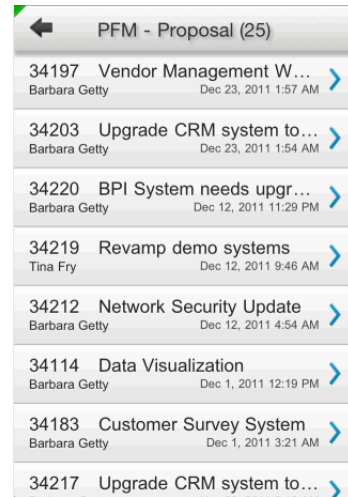 PFM - Proposal (25)
34197 Vendor Management W...
Barbara Getty Dec 23, 2011 1:57 AM
34203 Upgrade CRM system to...
Barbara Getty Dec 23, 2011 1:54 AM
34220 BPI System needs upgr...
Barbara Getty Dec 12, 2011 11:29 PM
34219 Revamp demo systems
Tina Fry Dec 12, 2011 9:46 AM
34212 Network Security Update
Barbara Getty Dec 12, 2011 4:54 AM
34114 Data Visualization
Barbara Getty Dec 1, 2011 12:19 PM
34183 Customer Survey System
Barbara Getty Dec 1, 2011 3:21 AM
34217 Upgrade CRM system to...